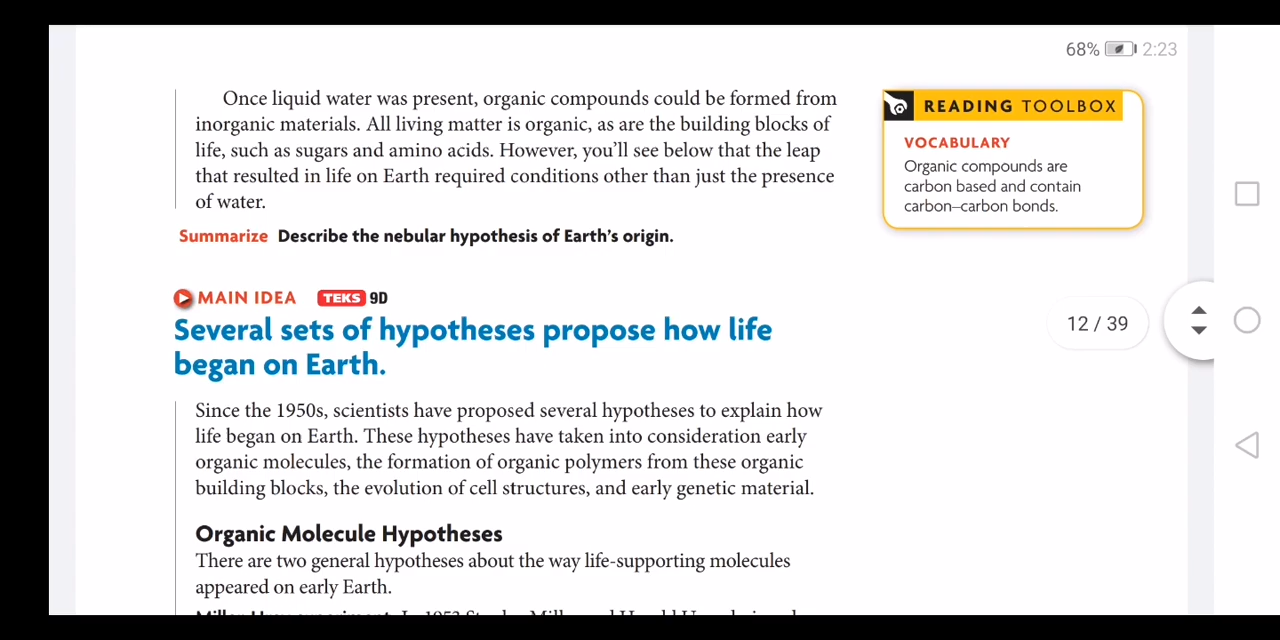 68% 2:23
Once liquid water was present, organic compounds could be formed from
inorganic materials. All living matter is organic, as are the building blocks of
life, such as sugars and amino acids. However, you'll see below that the leap
that resulted in life on Earth required conditions other than just the presence
of water.
Summarize Describe the nebular hypothesis of Earth's origin.
READING TOOLBOX
VOCABULARY
Organic compounds are
carbon based and contain
carbon–carbon bonds.
MAIN IDEA TEKS 9D
Several sets of hypotheses propose how life
began on Earth.
12 / 39
Since the 1950s, scientists have proposed several hypotheses to explain how
life began on Earth. These hypotheses have taken into consideration early
organic molecules, the formation of organic polymers from these organic
building blocks, the evolution of cell structures, and early genetic material.
Organic Molecule Hypotheses
There are two general hypotheses about the way life-supporting molecules
appeared on early Earth.